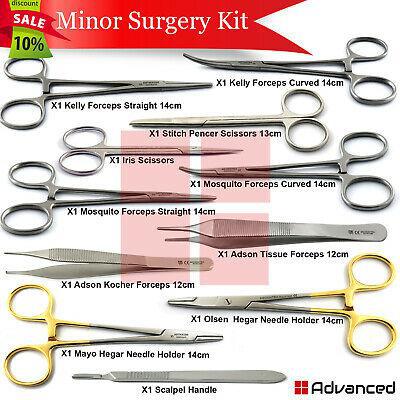 discount
SALE
10%
Minor Surgery Kit
X1 Kelly Forceps Straight 14cm
X1 Kelly Forceps Curved 14cm
X1 Stitch Pencer Scissors 13cm
X1 Iris Scissors
X1 Mosquito Forceps Curved 14cm
X1 Mosquito Forceps Straight 14cm
X1 Adson Tissue Forceps 12cm
X1 Adson Kocher Forceps 12cm
X1 Olsen Hegar Needle Holder 14cm
X1 Mayo Hegar Needle Holder 14cm
X1 Scalpel Handle
Advanced